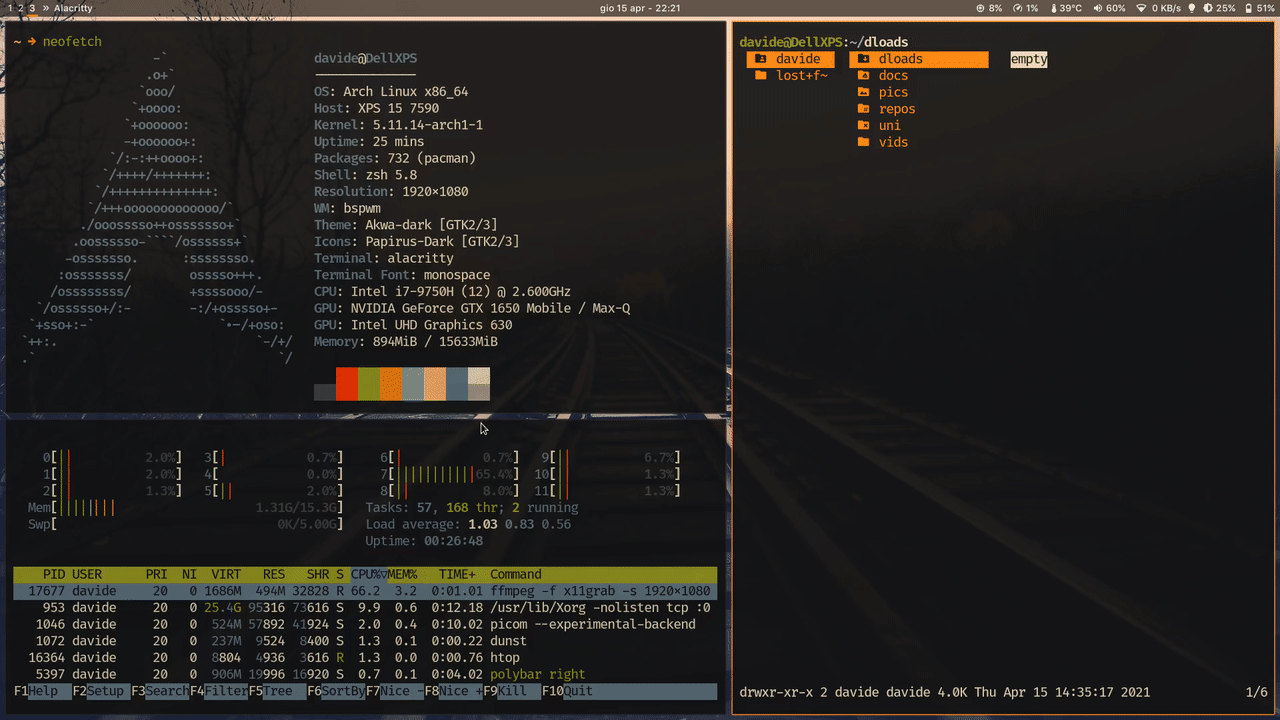 1 2 3 » Alacritty
gio 15 apr - 22:21
8% 1% 39°C 60% 0 KB/s 25% 51%
~ ➜ neofetch
davide@DellXPS
OS: Arch Linux x86_64
Host: XPS 15 7590
Kernel: 5.11.14-arch1-1
Uptime: 25 mins
Packages: 732 (pacman)
Shell: zsh 5.8
Resolution: 1920×1080
WM: bspwm
Theme: Akwa-dark [GTK2/3]
Icons: Papirus-Dark [GTK2/3]
Terminal: alacritty
Terminal Font: monospace
CPU: Intel i7-9750H (12) @ 2.600GHz
GPU: NVIDIA GeForce GTX 1650 Mobile / Max-Q
GPU: Intel UHD Graphics 630
Memory: 894MiB / 15633MiB
0[|| 2.0%] 3[| 0.7%] 6[| 0.7%] 9[|| 6.7%]
1[|| 2.0%] 4[ 0.0%] 7[||||||||||65.4%] 10[|| 1.3%]
2[|| 1.3%] 5[|| 2.0%] 8[|| 8.0%] 11[|| 1.3%]
Mem[||||||| 1.31G/15.3G] Tasks: 57, 168 thr; 2 running
Swp[ 0K/5.00G] Load average: 1.03 0.83 0.56
Uptime: 00:26:48
PID USER PRI NI VIRT RES SHR S CPU%▽MEM% TIME+ Command
17677 davide 20 0 1686M 494M 32828 R 66.2 3.2 0:01.01 ffmpeg -f x11grab -s 1920×1080
953 davide 20 0 25.4G 95316 73616 S 9.9 0.6 0:12.18 /usr/lib/Xorg -nolisten tcp :0
1046 davide 20 0 524M 57892 41924 S 2.0 0.4 0:10.02 picom --experimental-backend
1072 davide 20 0 237M 9524 8400 S 1.3 0.1 0:00.22 dunst
16364 davide 20 0 8804 4936 3616 R 1.3 0.0 0:00.76 htop
5397 davide 20 0 906M 19996 16920 S 0.7 0.1 0:04.02 polybar right
F1Help F2Setup F3SearchF4FilterF5Tree F6SortByF7Nice -F8Nice +F9Kill F10Quit
davide@DellXPS:~/dloads
davide dloads empty
lost+f~ docs
pics
repos
uni
vids
drwxr-xr-x 2 davide davide 4.0K Thu Apr 15 14:35:17 2021 1/6